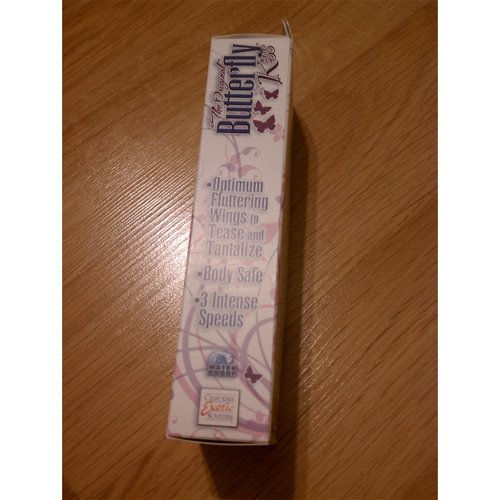 The Original
Butterfly
Kiss
•Optimum
Fluttering
Wings to
Tease and
Tantalize
•Body Safe
•3 Intense
Speeds
WATER
PROOF
CALIFORNIA
Exotic
NOVELTIES